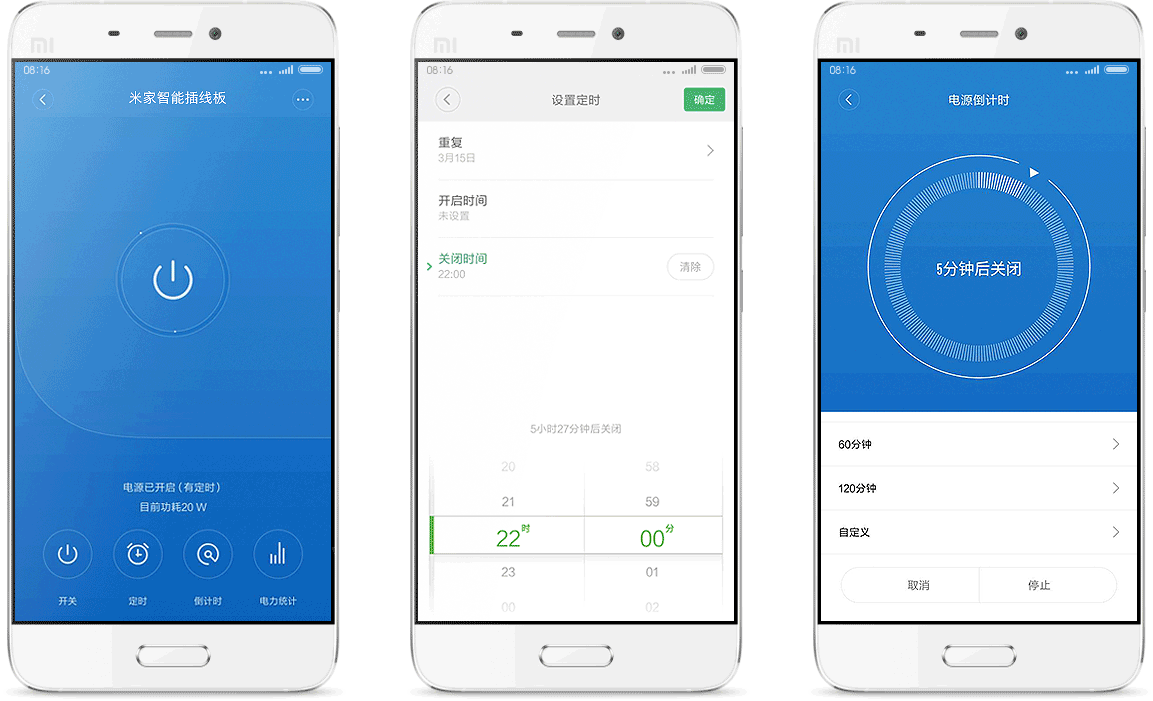 mi
08:16
米家智能插线板
电源已开启 (有定时)
目前功耗20 W
开关
定时
倒计时
电力统计
mi
08:16
设置定时
确定
重复
3月15日
开启时间
未设置
关闭时间
22:00
清除
5小时27分钟后关闭
20 58
21 59
22时 00分
23 01
00 02
mi
08:16
电源倒计时
5分钟后关闭
60分钟
120分钟
自定义
取消
停止